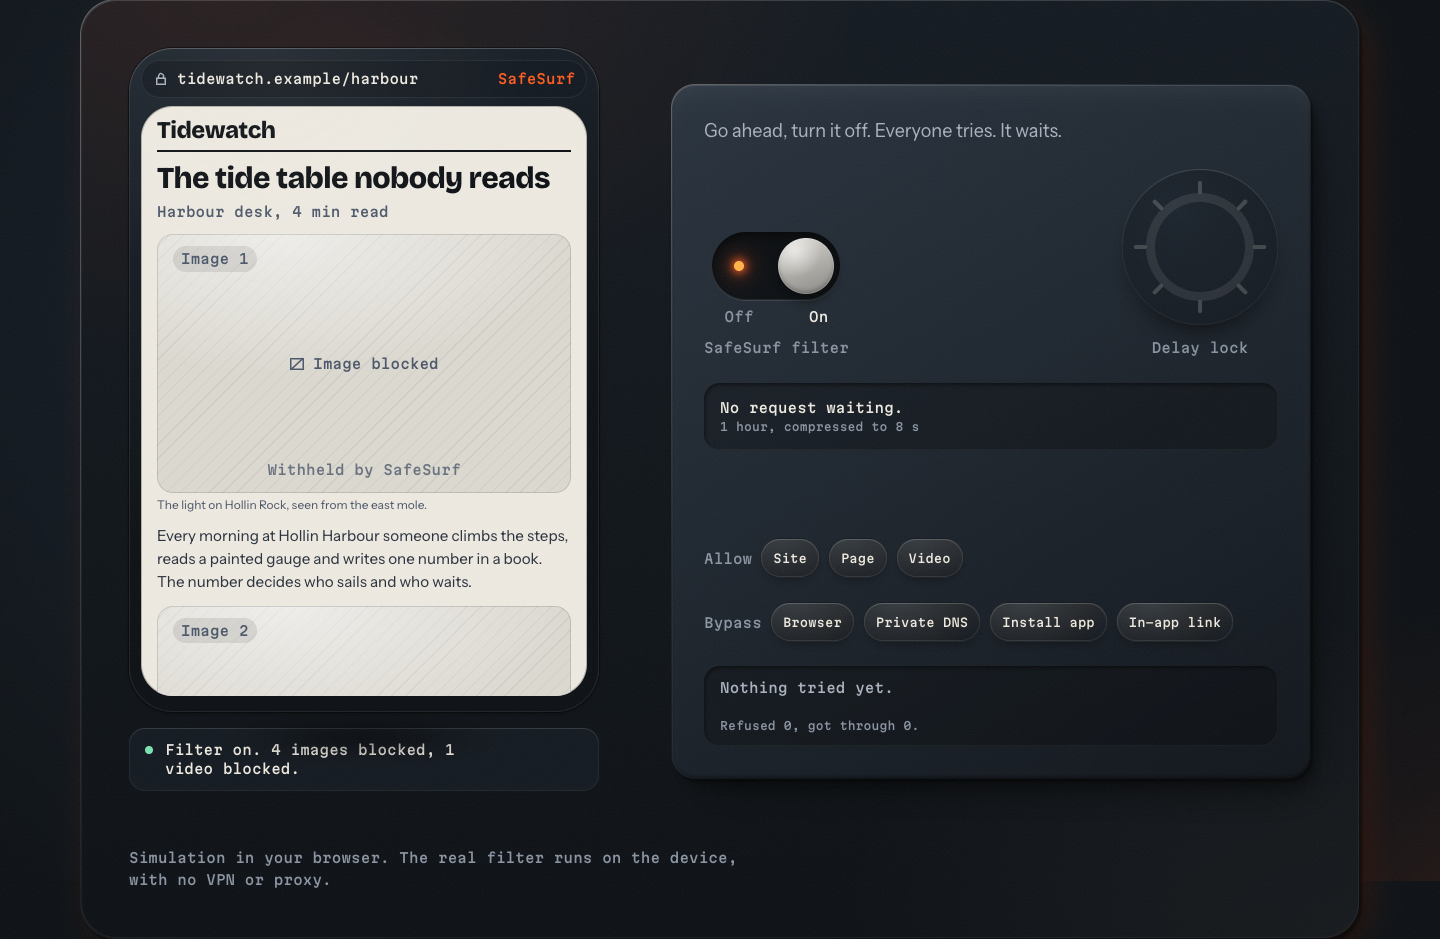 tidewatch.example/harbour
SafeSurf
Tidewatch
The tide table nobody reads
Harbour desk, 4 min read
Image 1
Image blocked
Withheld by SafeSurf
The light on Hollin Rock, seen from the east mole.
Every morning at Hollin Harbour someone climbs the steps,
reads a painted gauge and writes one number in a book.
The number decides who sails and who waits.
Image 2
Filter on. 4 images blocked, 1
video blocked.
Go ahead, turn it off. Everyone tries. It waits.
Off
On
SafeSurf filter
Delay lock
No request waiting.
1 hour, compressed to 8 s
Allow
Site
Page
Video
Bypass
Browser
Private DNS
Install app
In-app link
Nothing tried yet.
Refused 0, got through 0.
Simulation in your browser. The real filter runs on the device,
with no VPN or proxy.